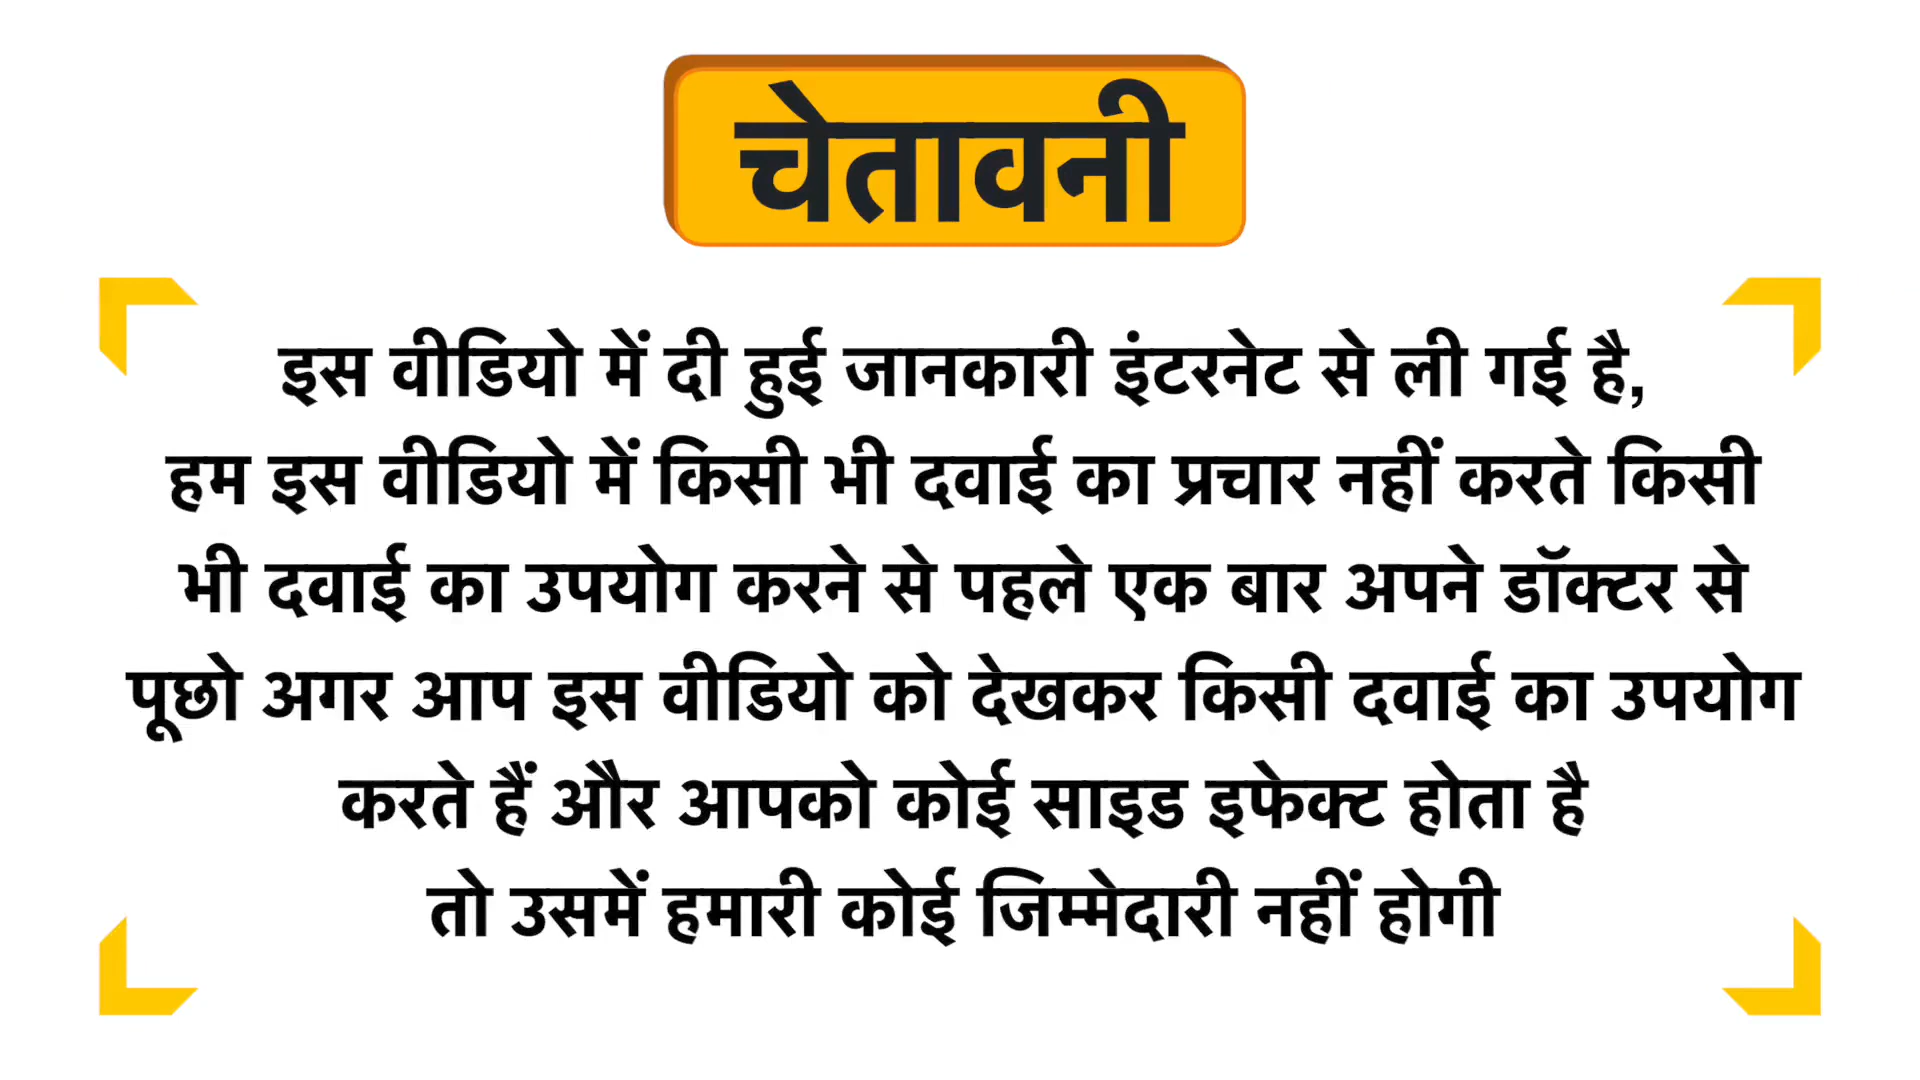 चेतावनी
इस वीडियो में दी हुई जानकारी इंटरनेट से ली गई है,
हम इस वीडियो में किसी भी दवाई का प्रचार नहीं करते किसी
भी दवाई का उपयोग करने से पहले एक बार अपने डॉक्टर से
पूछो अगर आप इस वीडियो को देखकर किसी दवाई का उपयोग
करते हैं और आपको कोई साइड इफेक्ट होता है
तो उसमें हमारी कोई जिम्मेदारी नहीं होगी